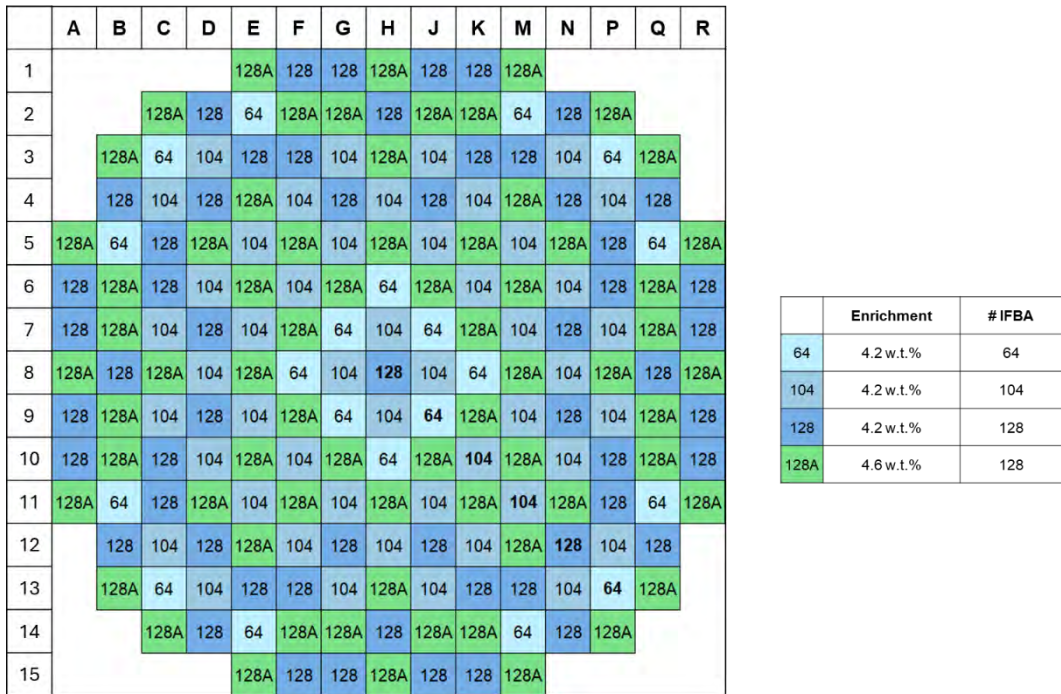 A B C D E F G H J K M N P Q R
1 128A 128 128 128A 128 128 128A
2 128A 128 64 128A 128A 128 128A 128A 64 128 128A
3 128A 64 104 128 128 104 128A 104 128 128 104 64 128A
4 128 104 128 128A 104 128 104 128 104 128A 128 104 128
5 128A 64 128 128A 104 128A 104 128A 104 128A 104 128A 128 64 128A
6 128 128A 128 104 128A 104 128A 64 128A 104 128A 104 128 128A 128
7 128 128A 104 128 104 128A 64 104 64 128A 104 128 104 128A 128
8 128A 128 128A 104 128A 64 104 128 104 64 128A 104 128A 128 128A
9 128 128A 104 128 104 128A 64 104 64 128A 104 128 104 128A 128
10 128 128A 128 104 128A 104 128A 64 128A 104 128A 104 128 128A 128
11 128A 64 128 128A 104 128A 104 128A 104 128A 104 128A 128 64 128A
12 128 104 128 128A 104 128 104 128 104 128A 128 104 128
13 128A 64 104 128 128 104 128A 104 128 128 104 64 128A
14 128A 128 64 128A 128A 128 128A 128A 64 128 128A
15 128A 128 128 128A 128 128 128A
Enrichment # IFBA
64 4.2 w.t.% 64
104 4.2 w.t.% 104
128 4.2 w.t.% 128
128A 4.6 w.t.% 128